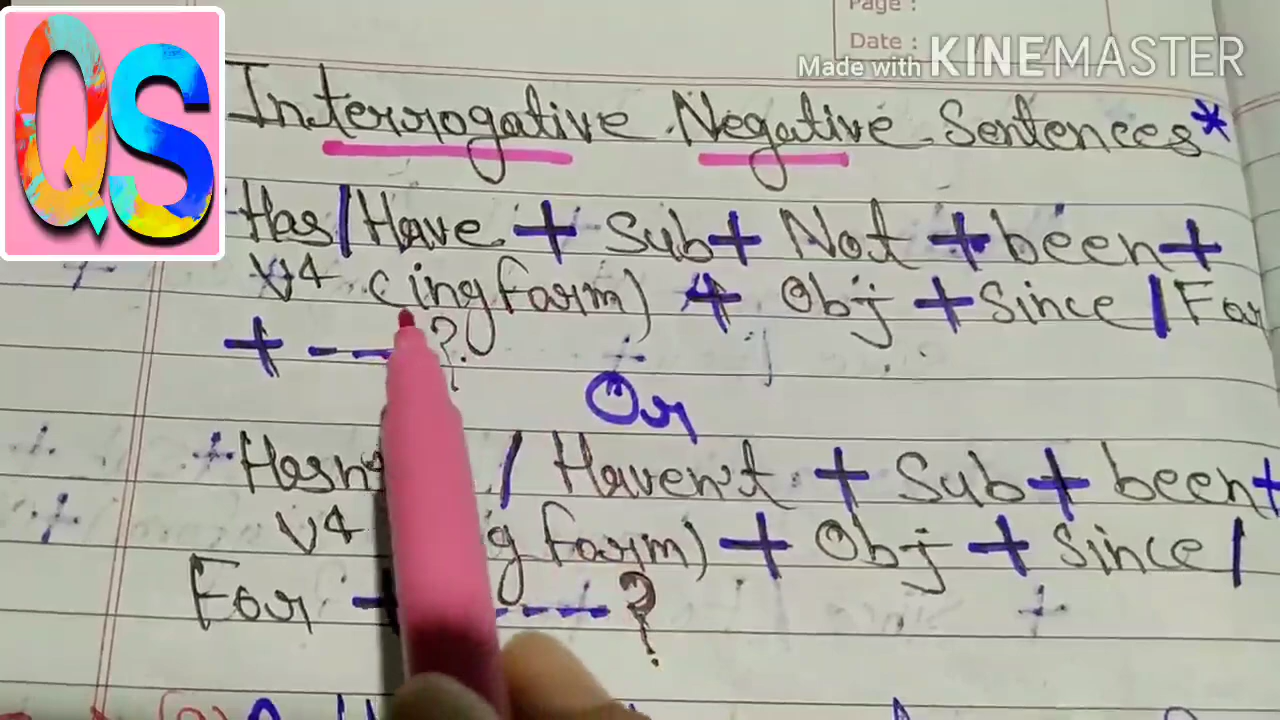 Page :
Date :
Made with KINEMASTER
QS
Interrogative Negative Sentences*
Has/Have + Sub + Not + been +
V4 (ing form) + Obj + Since / For
+ --- ?
Or
Hasn't / Haven't + Sub + been +
V4 g form) + Obj + Since /
For + --- ?